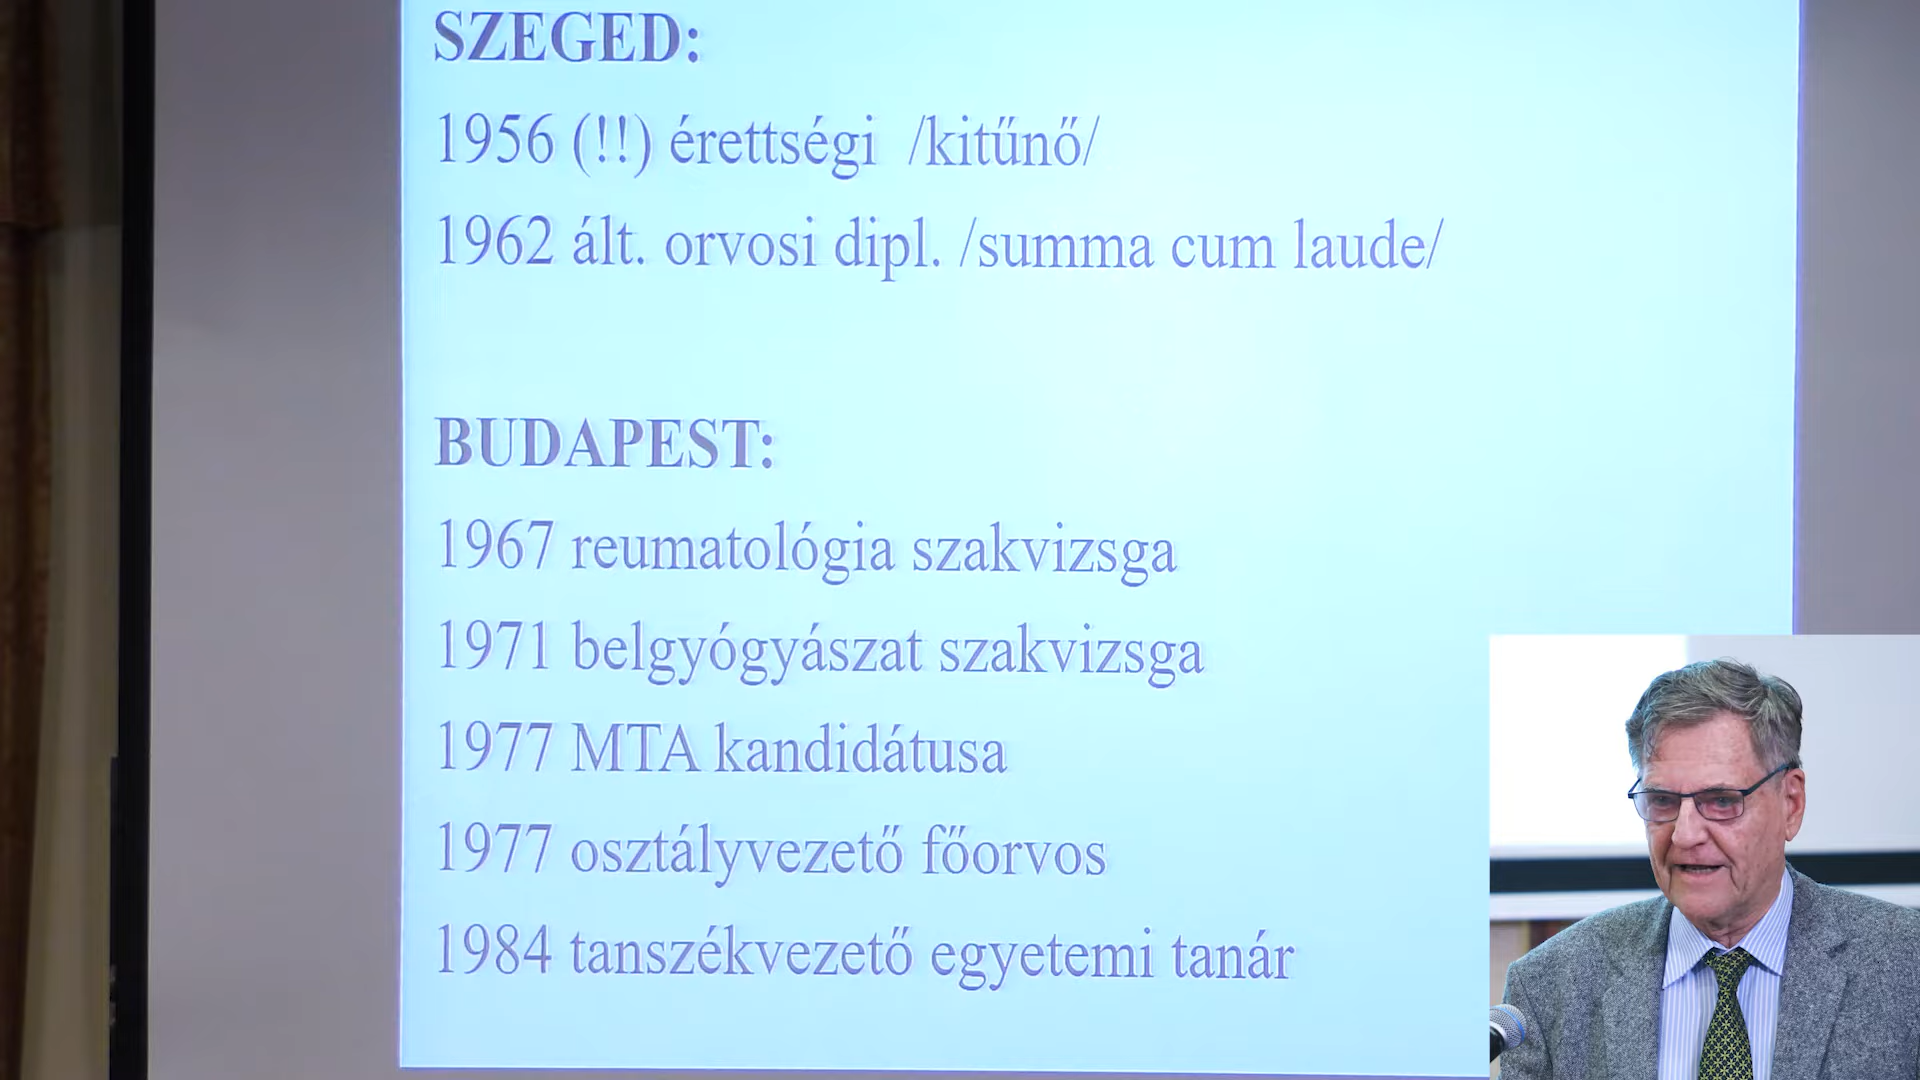 SZEGED:
1956 (!!) érettségi /kitűnő/
1962 ált. orvosi dipl. /summa cum laude/
BUDAPEST:
1967 reumatológia szakvizsga
1971 belgyógyászat szakvizsga
1977 MTA kandidátusa
1977 osztályvezető főorvos
1984 tanszékvezető egyetemi tanár